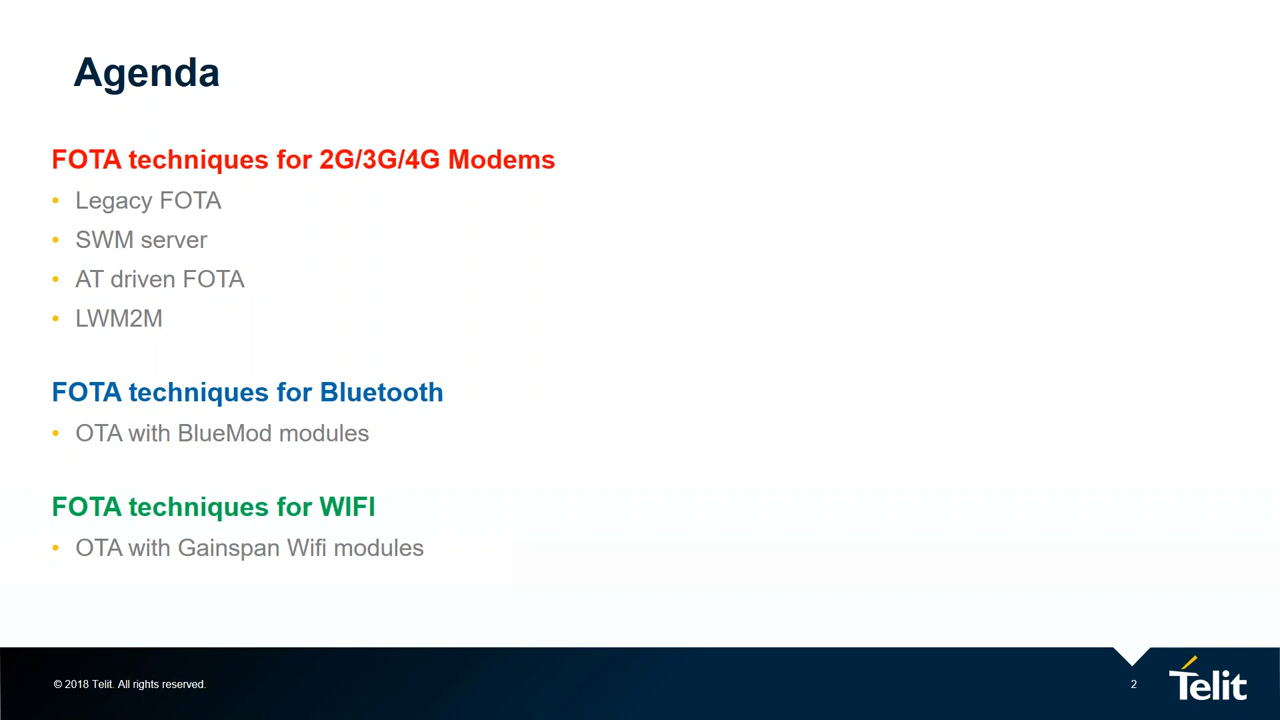 Agenda
FOTA techniques for 2G/3G/4G Modems
• Legacy FOTA
• SWM server
• AT driven FOTA
• LWM2M
FOTA techniques for Bluetooth
• OTA with BlueMod modules
FOTA techniques for WIFI
• OTA with Gainspan Wifi modules
© 2018 Telit. All rights reserved.
2
Telit